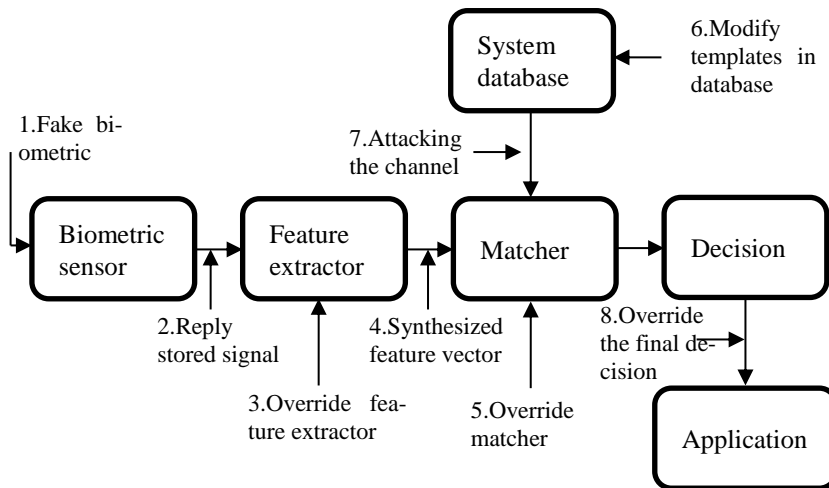 System
database
6.Modify
templates in
database
1.Fake bi-
ometric
7.Attacking
the channel
Biometric
sensor
Feature
extractor
Matcher
Decision
2.Reply
stored signal
4.Synthesized
feature vector
8.Override
the final de-
cision
3.Override fea-
ture extractor
5.Override
matcher
Application